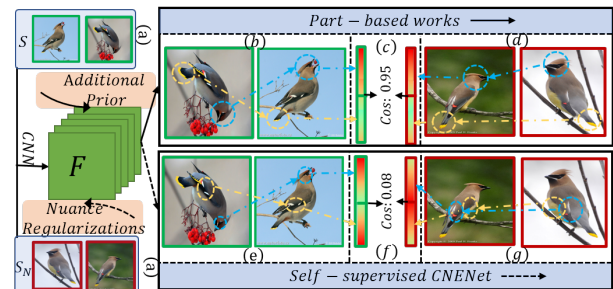 S
(a)
Part − based works
(b)
(c)
(d)
Additional
Prior
CNN
F
Cos: 0.95
Nuance
Regularizations
Cos: 0.08
S_N
(a)
(e)
(f)
(g)
Self − supervised CNENet